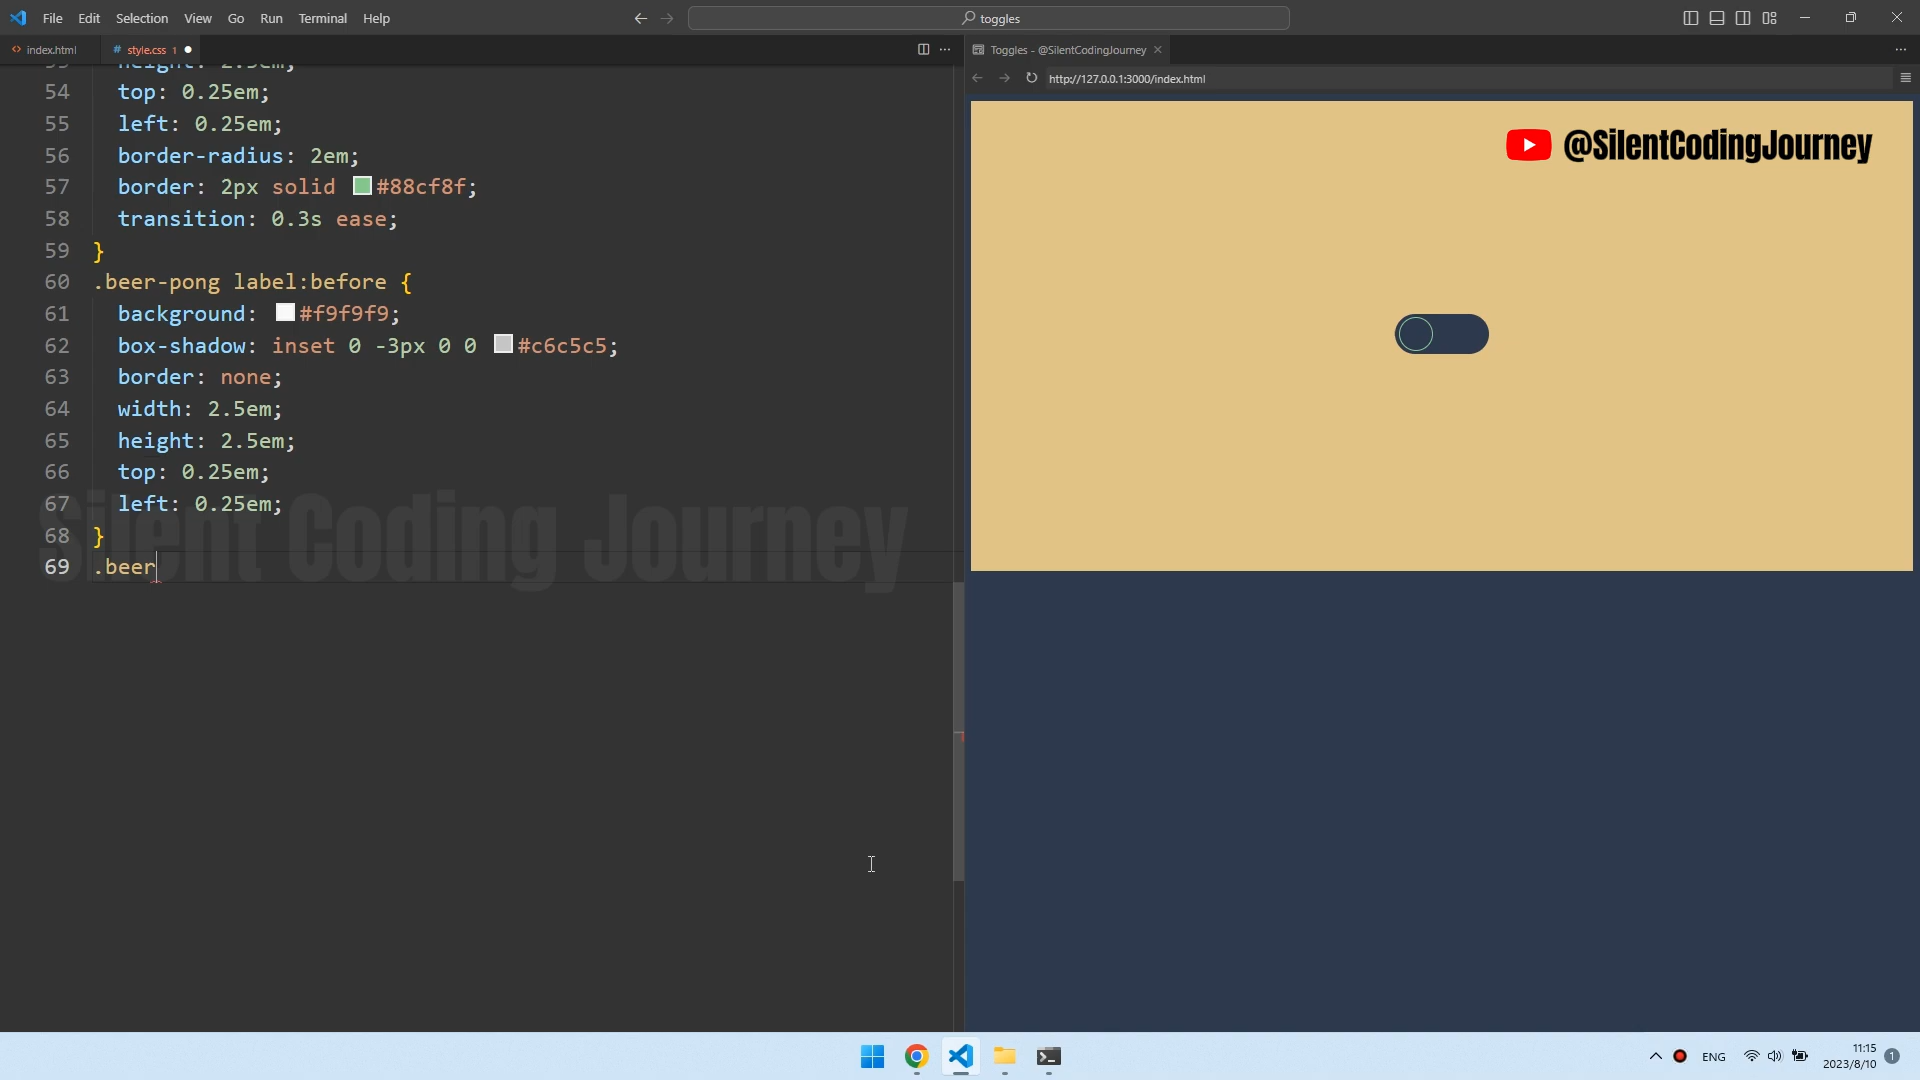 File Edit Selection View Go Run Terminal Help
toggles
index.html
# style.css 1
Toggles - @SilentCodingJourney
http://127.0.0.1:3000/index.html
54 top: 0.25em;
55 left: 0.25em;
56 border-radius: 2em;
57 border: 2px solid #88cf8f;
58 transition: 0.3s ease;
59 }
60 .beer-pong label:before {
61 background: #f9f9f9;
62 box-shadow: inset 0 -3px 0 0 #c6c5c5;
63 border: none;
64 width: 2.5em;
65 height: 2.5em;
66 top: 0.25em;
67 left: 0.25em;
68 }
69 .beer
Silent Coding Journey
@SilentCodingJourney
ENG
11:15
2023/8/10
1